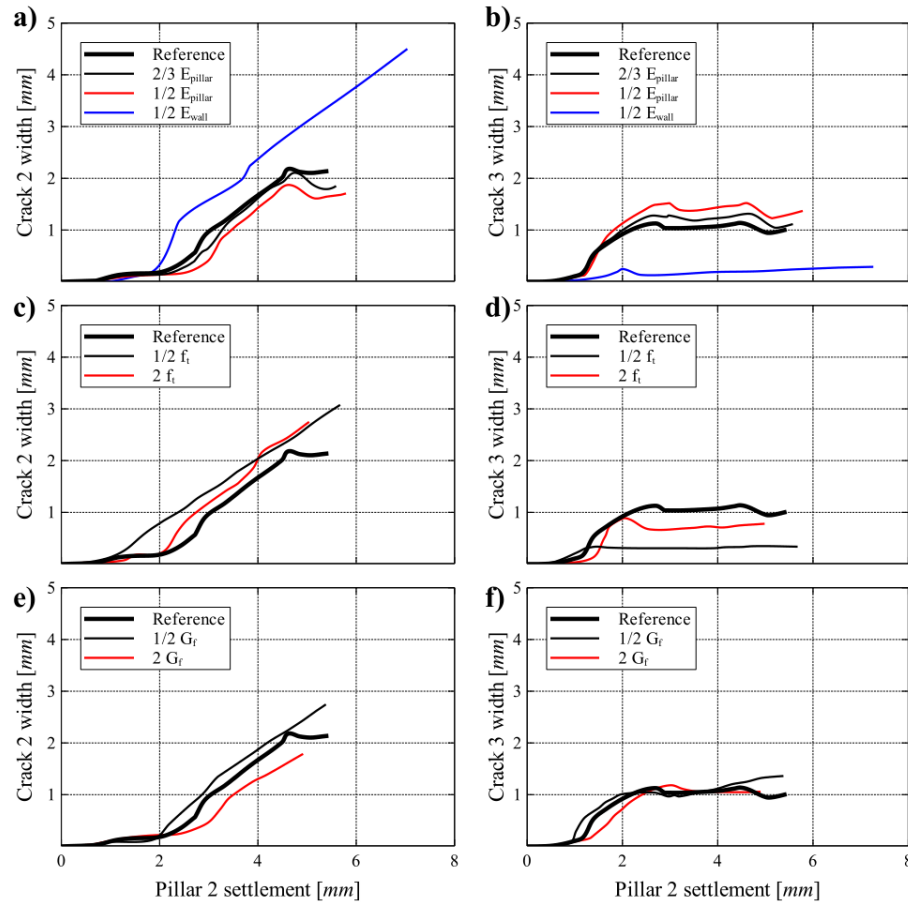 a)
5
4
3
2
1
Crack 2 width [mm]
Reference
2/3 Epillar
1/2 Epillar
1/2 Ewall
b)
5
4
3
2
1
Crack 3 width [mm]
Reference
2/3 Epillar
1/2 Epillar
1/2 Ewall
c)
5
4
3
2
1
Crack 2 width [mm]
Reference
1/2 ft
2 ft
d)
5
4
3
2
1
Crack 3 width [mm]
Reference
1/2 ft
2 ft
e)
5
4
3
2
1
Crack 2 width [mm]
Reference
1/2 Gf
2 Gf
0 2 4 6 8
Pillar 2 settlement [mm]
f)
5
4
3
2
1
Crack 3 width [mm]
Reference
1/2 Gf
2 Gf
0 2 4 6 8
Pillar 2 settlement [mm]